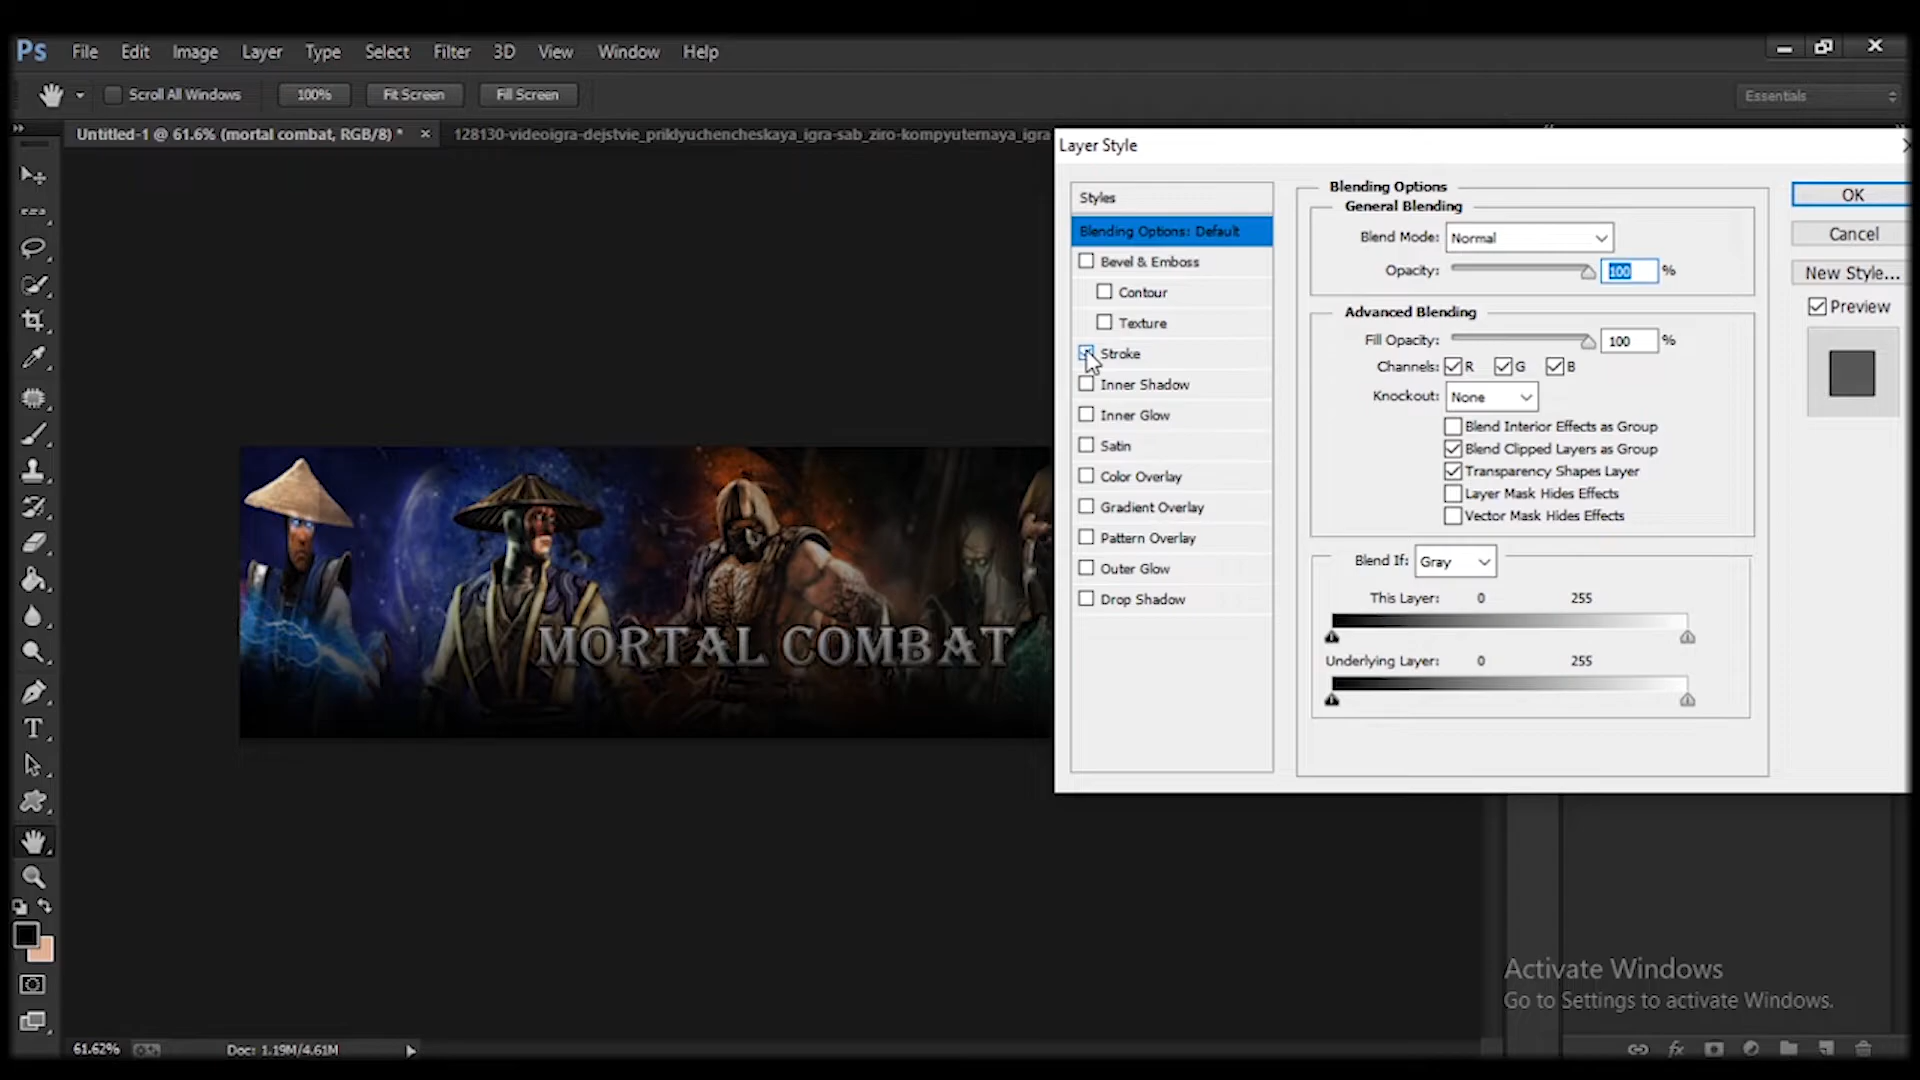 Ps File Edit Image Layer Type Select Filter 3D View Window Help
Scroll All Windows 100% Fit Screen Fill Screen Essentials
Untitled-1 @ 61.6% (mortal combat, RGB/8) * × 128130-videoigra-dejstvie_priklyuchencheskaya_igra-sab_ziro-kompyuternaya_igra
Layer Style
Styles
Blending Options: Default
Bevel & Emboss
Contour
Texture
Stroke
Inner Shadow
Inner Glow
Satin
Color Overlay
Gradient Overlay
Pattern Overlay
Outer Glow
Drop Shadow
Blending Options
General Blending
Blend Mode: Normal
Opacity: 100 %
Advanced Blending
Fill Opacity: 100 %
Channels: R G B
Knockout: None
Blend Interior Effects as Group
Blend Clipped Layers as Group
Transparency Shapes Layer
Layer Mask Hides Effects
Vector Mask Hides Effects
Blend If: Gray
This Layer: 0 255
Underlying Layer: 0 255
OK
Cancel
New Style...
Preview
MORTAL COMBAT
Activate Windows
Go to Settings to activate Windows.
61.62% Doc: 1.19M/4.61M